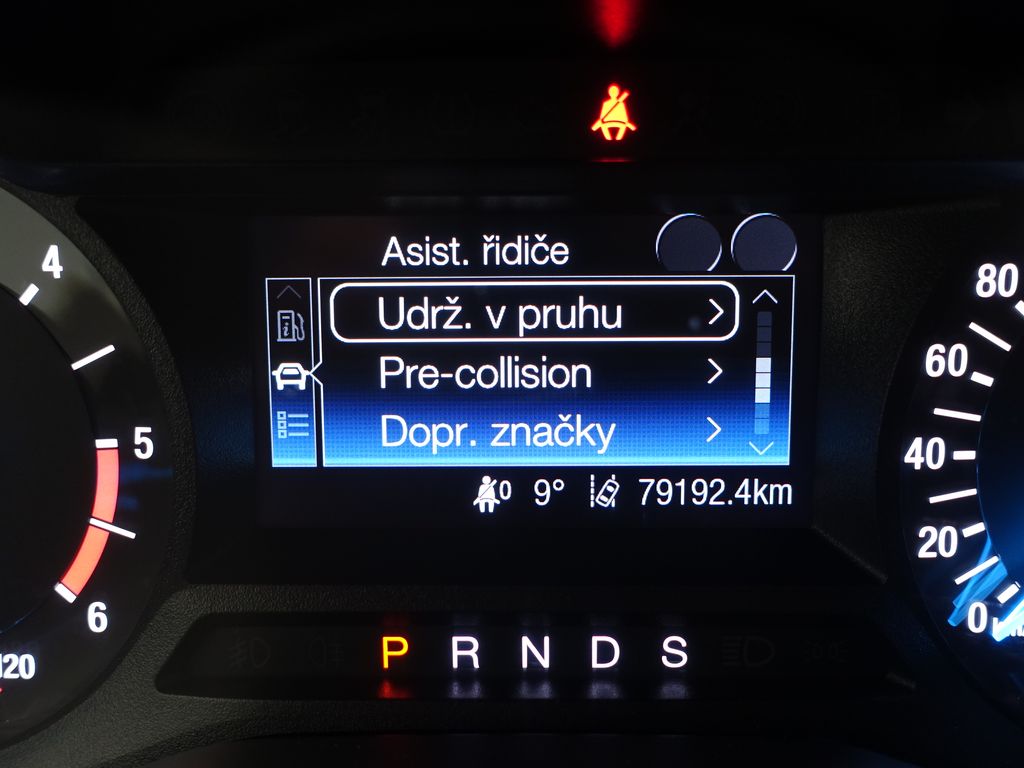 Asist. řidiče
Udrž. v pruhu
Pre-collision
Dopr. značky
0 9° 79192.4km
4
5
6
80
60
40
20
0
P R N D S